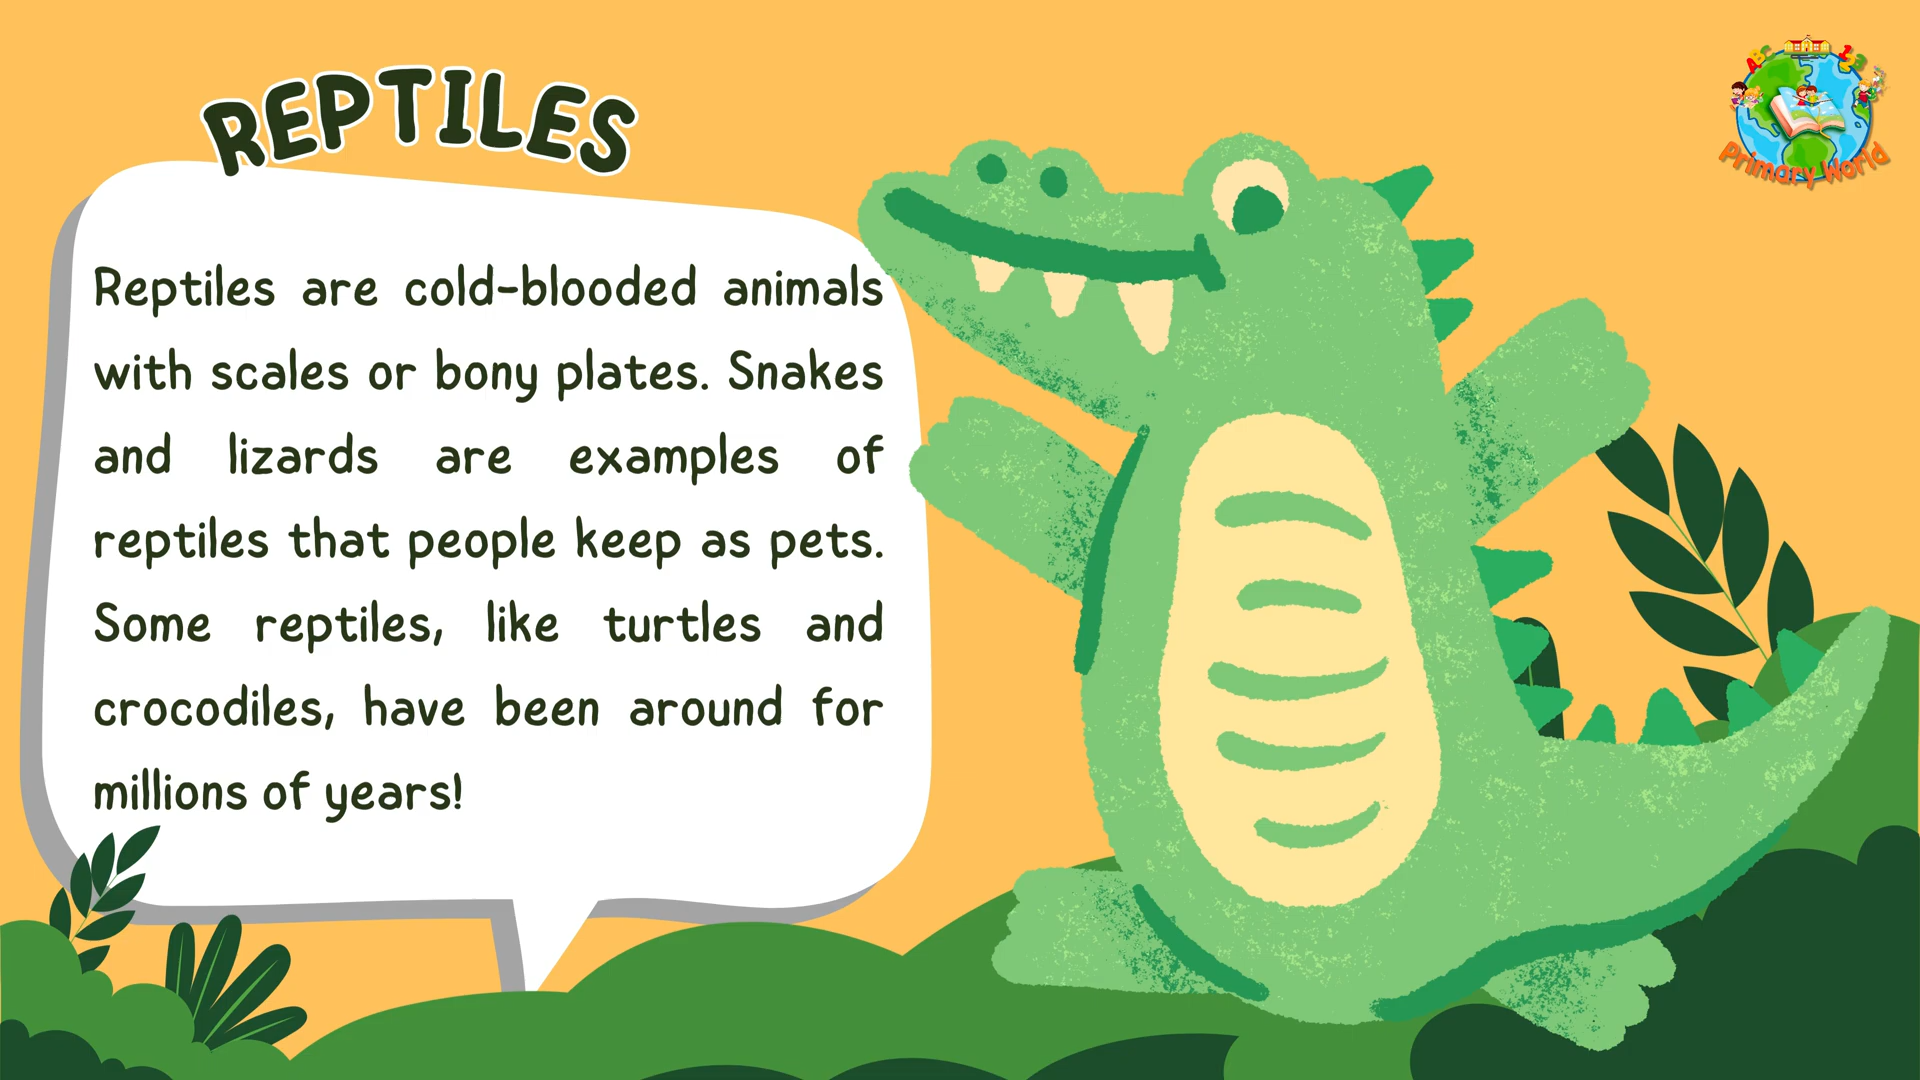 REPTILES
Reptiles are cold-blooded animals
with scales or bony plates. Snakes
and lizards are examples of
reptiles that people keep as pets.
Some reptiles, like turtles and
crocodiles, have been around for
millions of years!
ABC
123
Primary World